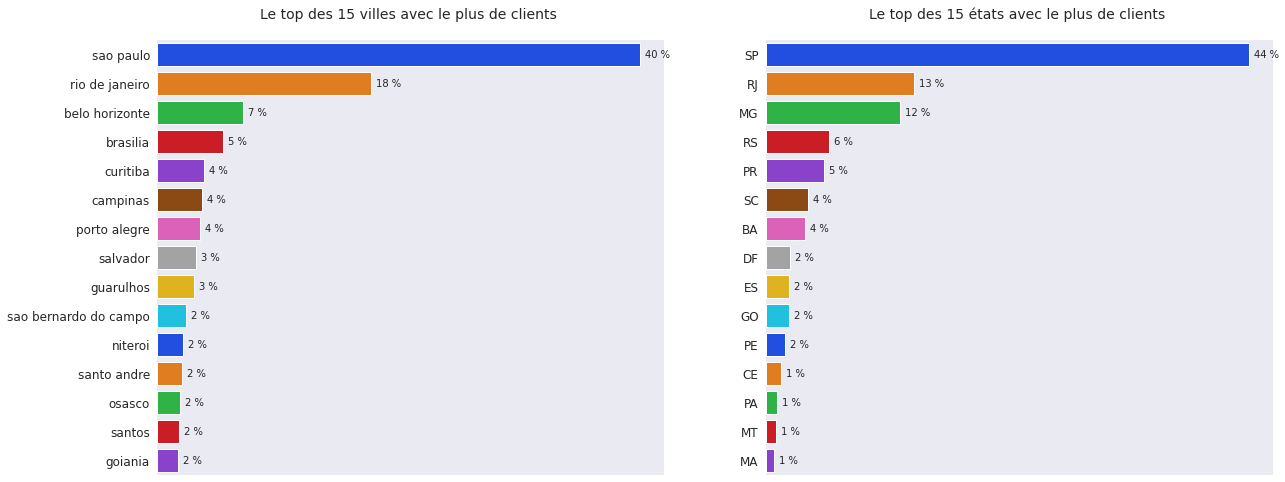 Le top des 15 villes avec le plus de clients
sao paulo 40 %
rio de janeiro 18 %
belo horizonte 7 %
brasilia 5 %
curitiba 4 %
campinas 4 %
porto alegre 4 %
salvador 3 %
guarulhos 3 %
sao bernardo do campo 2 %
niteroi 2 %
santo andre 2 %
osasco 2 %
santos 2 %
goiania 2 %
Le top des 15 états avec le plus de clients
SP 44 %
RJ 13 %
MG 12 %
RS 6 %
PR 5 %
SC 4 %
BA 4 %
DF 2 %
ES 2 %
GO 2 %
PE 2 %
CE 1 %
PA 1 %
MT 1 %
MA 1 %